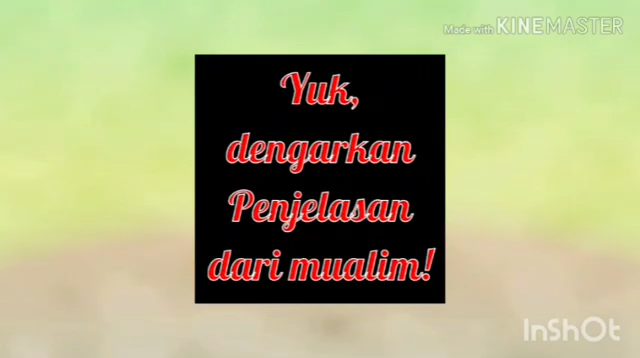 Made with KINEMASTER
Yuk,
dengarkan
Penjelasan
dari mualim!
InShOt